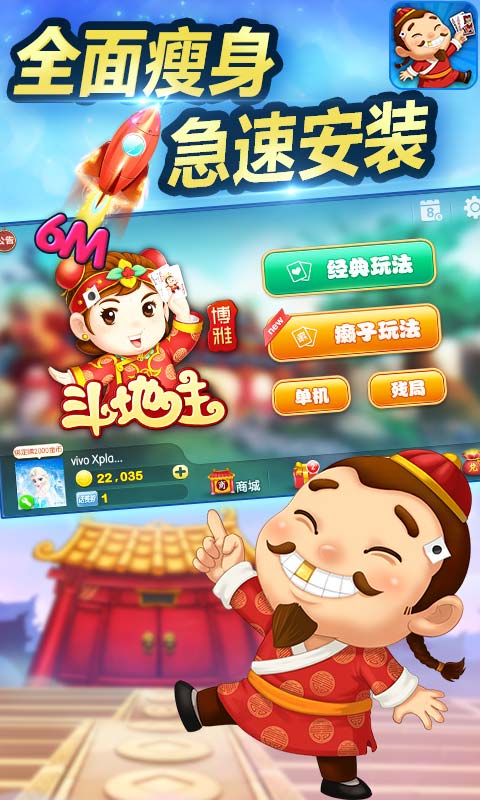 全面瘦身
急速安装
6M
公告
8
经典玩法
new
癞子玩法
博雅
斗地主
单机
残局
绑定满2000金币
vivo Xpla...
22,035
话费券
1
商城
2
兑